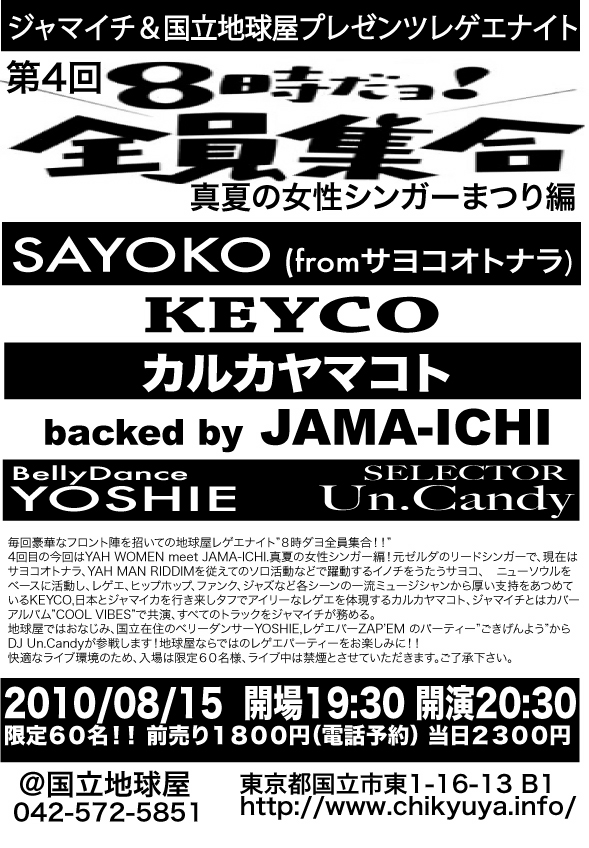 ジャマイチ＆国立地球屋プレゼンツレゲエナイト
第4回
8時だョ！
全員集合
真夏の女性シンガーまつり編
SAYOKO (fromサヨコオトナラ)
KEYCO
カルカヤマコト
backed by JAMA-ICHI
BellyDance
YOSHIE
SELECTOR
Un.Candy
毎回豪華なフロント陣を招いての地球屋レゲエナイト"８時ダヨ全員集合！！"
4回目の今回はYAH WOMEN meet JAMA-ICHI.真夏の女性シンガー編！元ゼルダのリードシンガーで、現在は
サヨコオトナラ、YAH MAN RIDDIMを従えてのソロ活動などで躍動するイノチをうたうサヨコ、　ニューソウルを
ベースに活動し、レゲエ、ヒップホップ、ファンク、ジャズなど各シーンの一流ミュージシャンから厚い支持をあつめて
いるKEYCO,日本とジャマイカを行き来しタフでアイリーなレゲエを体現するカルカヤマコト、ジャマイチとはカバー
アルバム"COOL VIBES"で共演、すべてのトラックをジャマイチが務める。
地球屋ではおなじみ、国立在住のベリーダンサーYOSHIE,レゲエバーZAP'EM のパーティー"ごきげんよう"から
DJ Un.Candyが参戦します！地球屋ならではのレゲエパーティーをお楽しみに！！
快適なライブ環境のため、入場は限定６０名様、ライブ中は禁煙とさせていただきます。ご了承下さい。
2010/08/15 開場19:30 開演20:30
限定６０名！！ 前売り１８００円（電話予約） 当日２３００円
＠国立地球屋
042-572-5851
東京都国立市東1-16-13 B1
http://www.chikyuya.info/